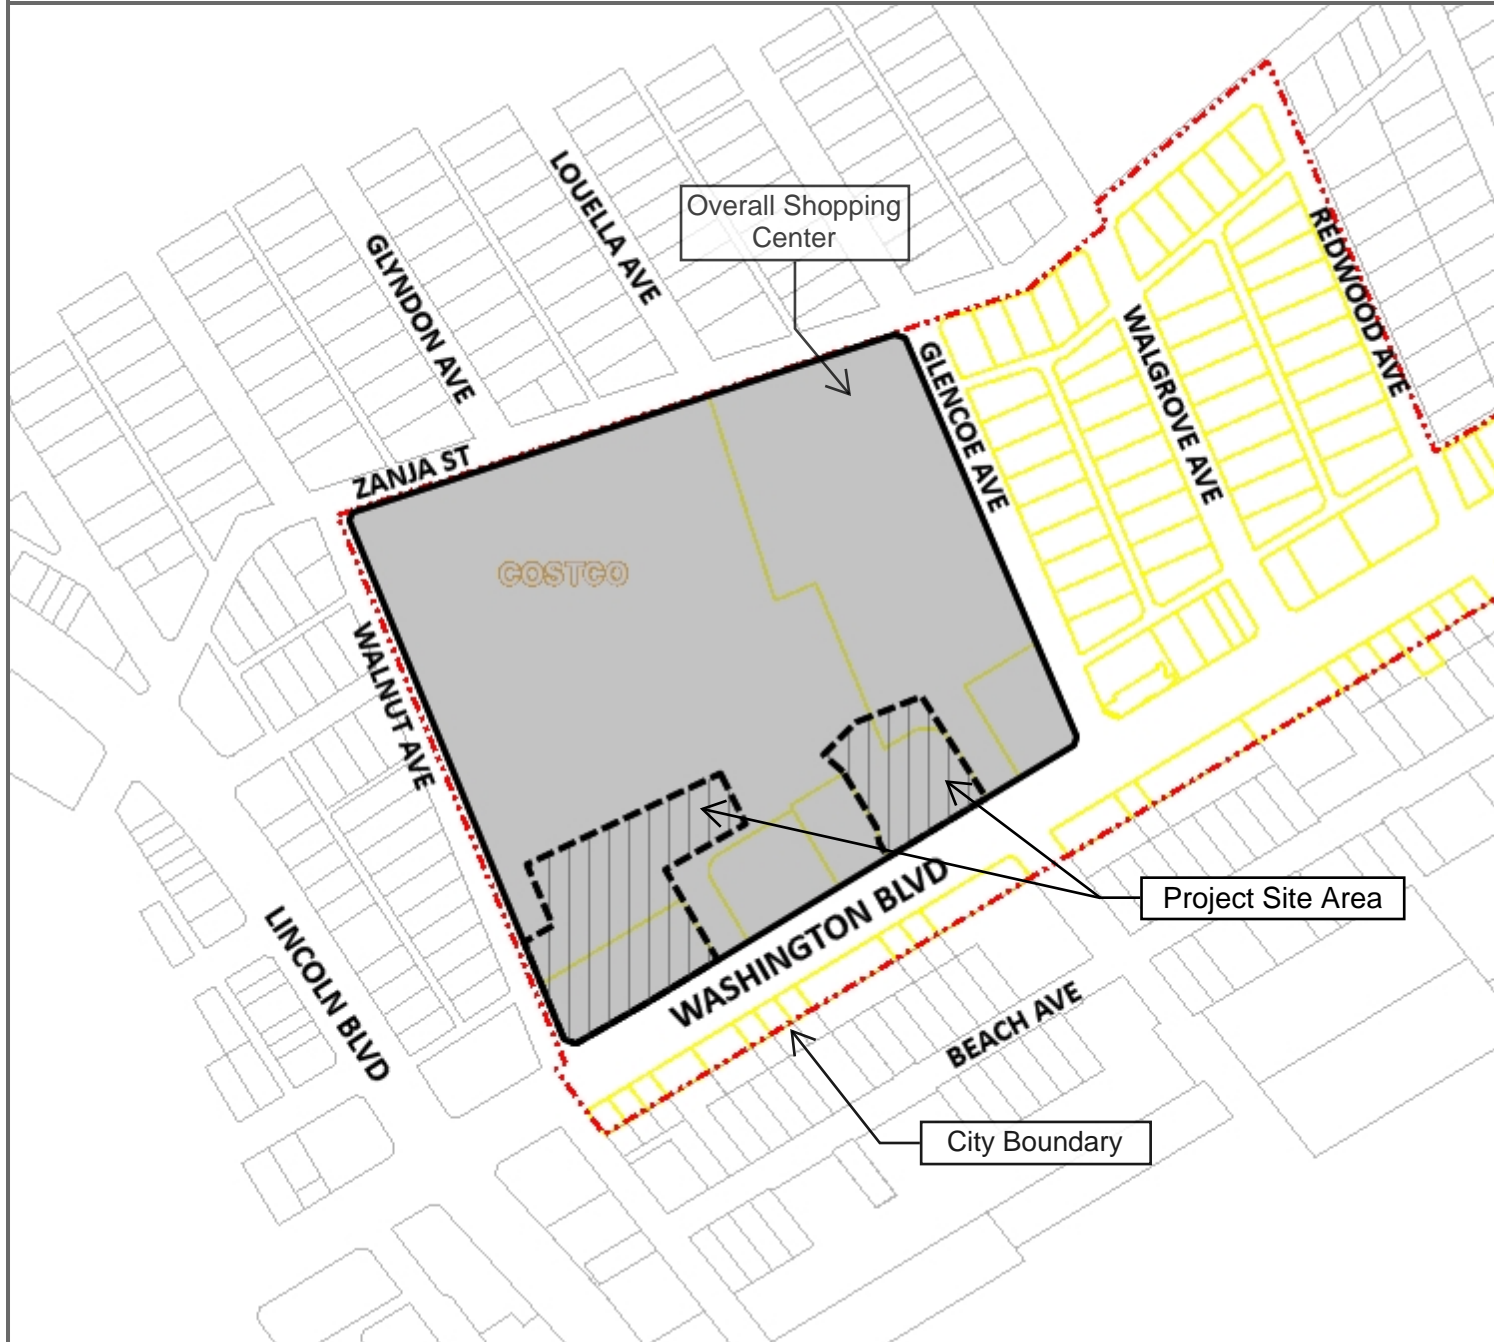 LOUELLA AVE
Overall Shopping
Center
REDWOOD AVE
GLYNDON AVE
WALGROVE AVE
GLENCOE AVE
ZANJA ST
COSTCO
WALNUT AVE
Project Site Area
WASHINGTON BLVD
LINCOLN BLVD
BEACH AVE
City Boundary